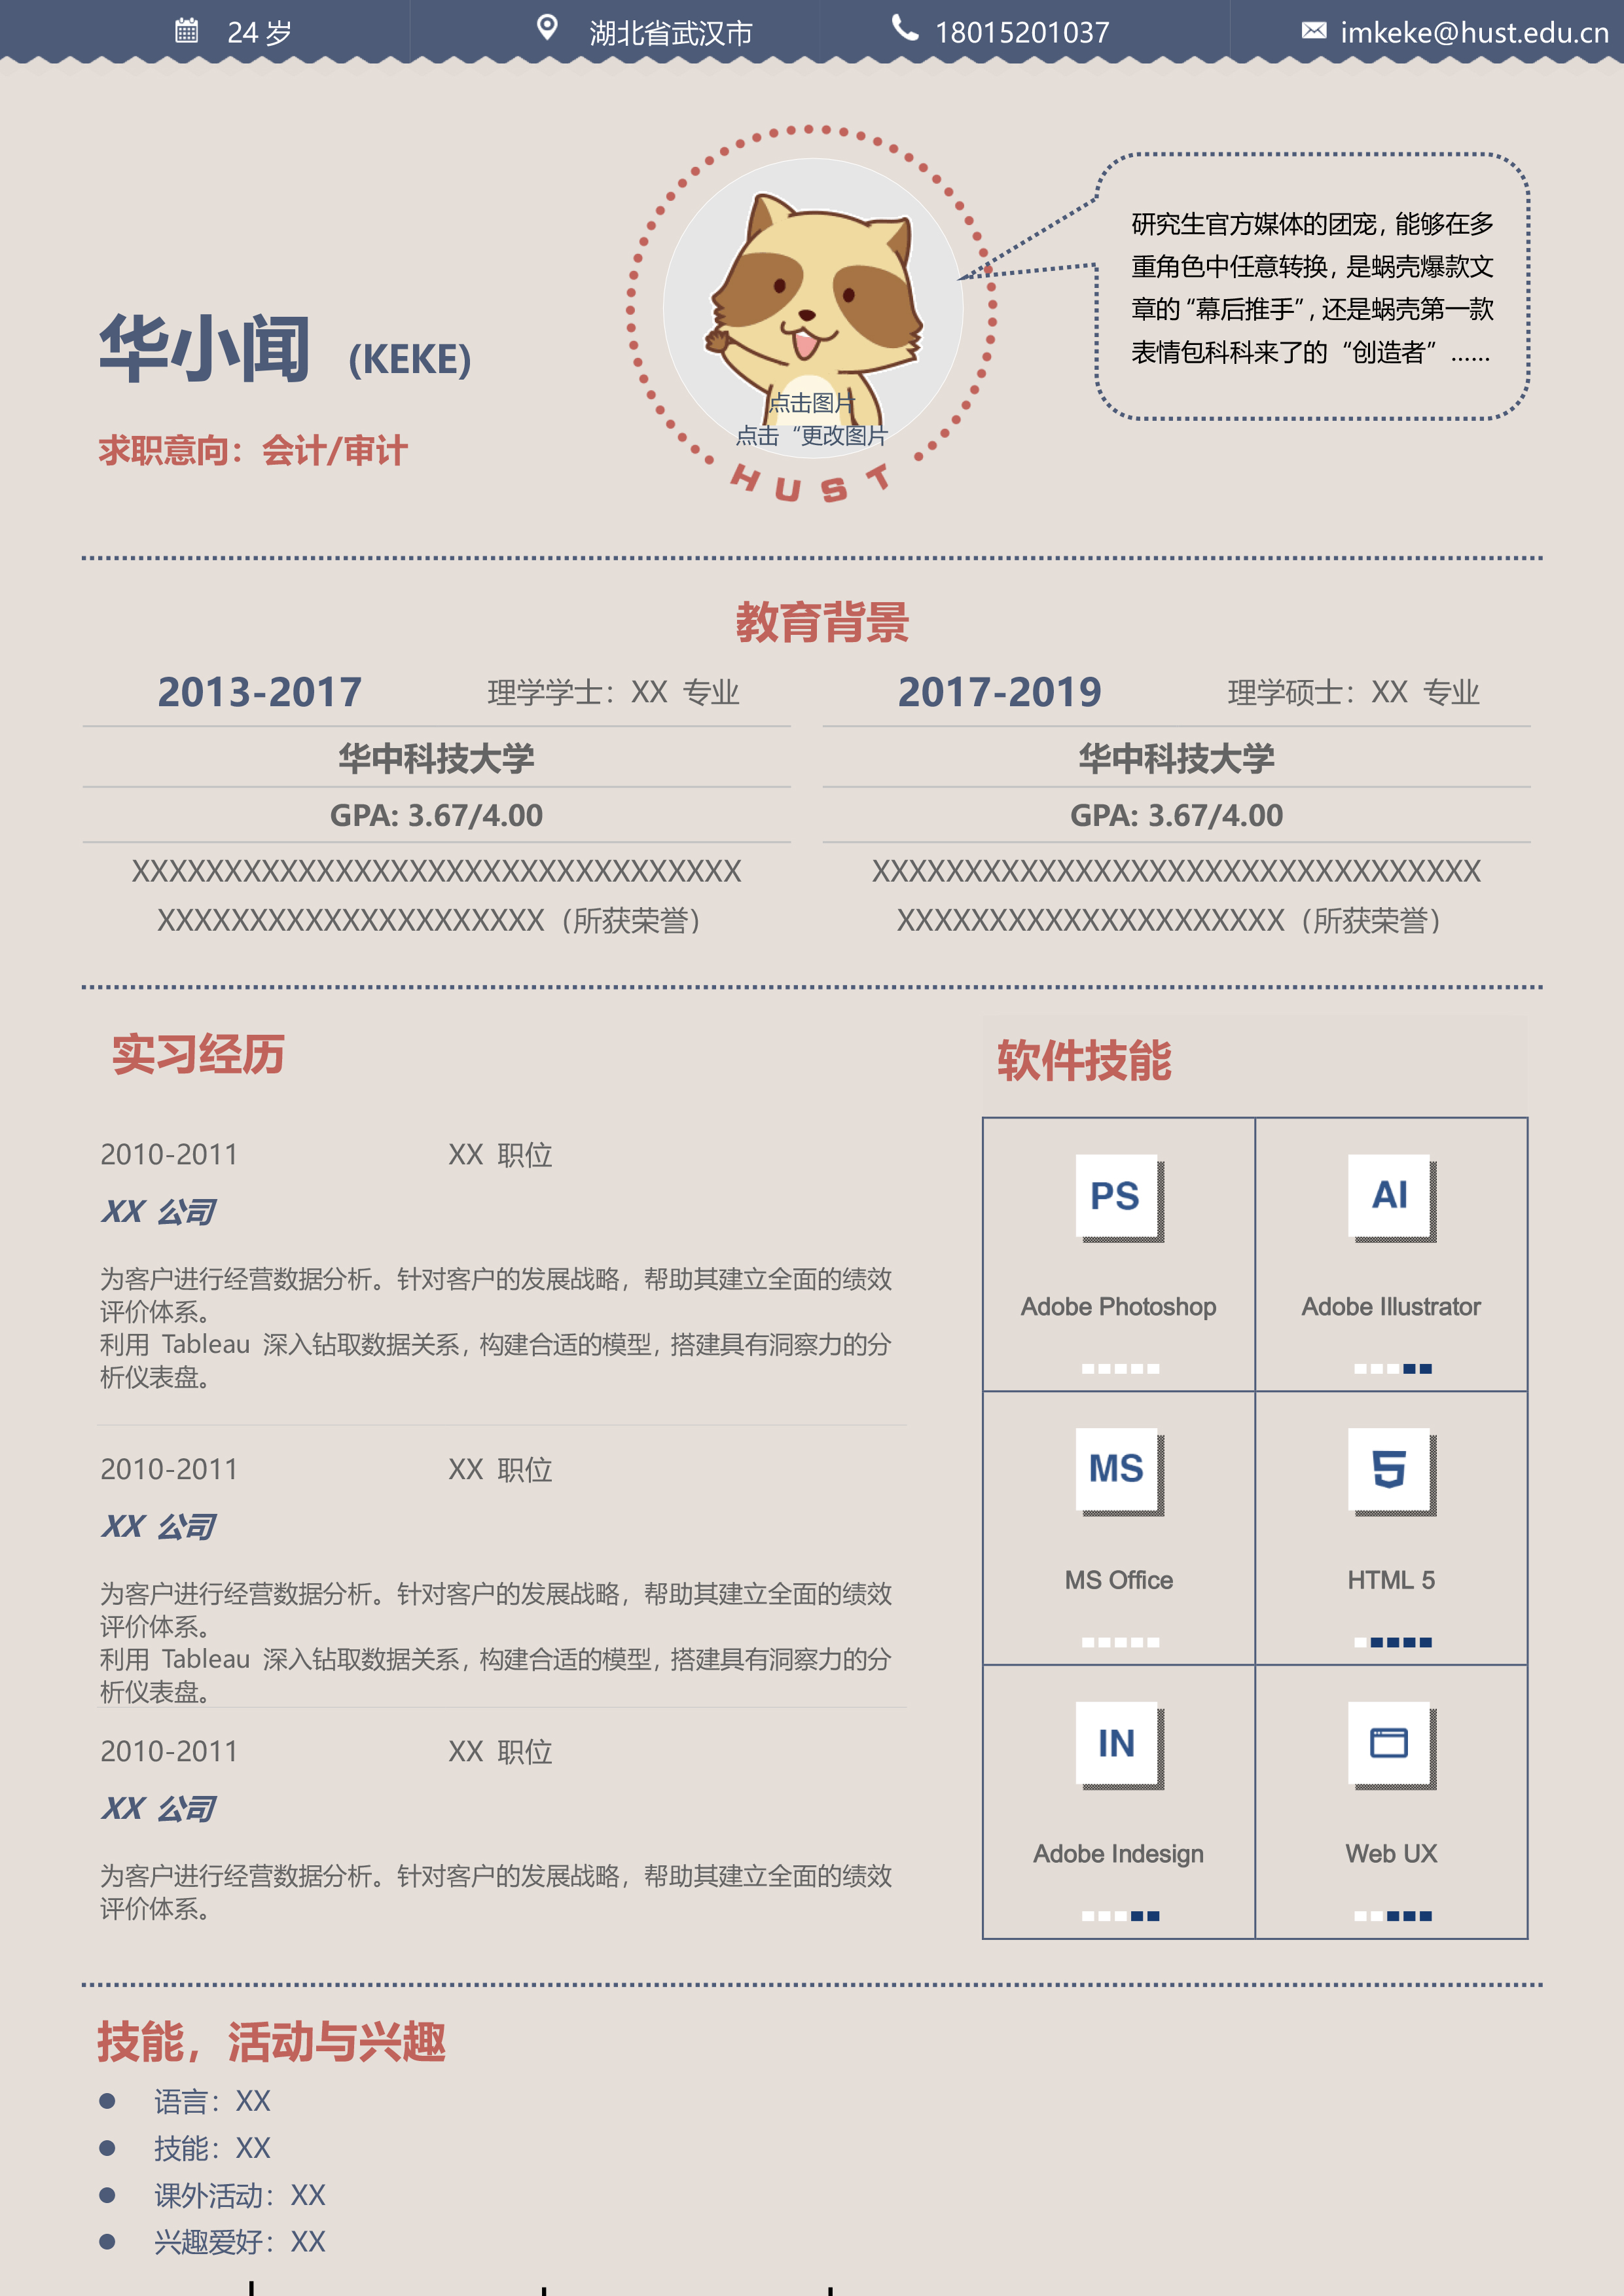 24 岁
湖北省武汉市
18015201037
imkeke@hust.edu.cn
研究生官方媒体的团宠, 能够在多
重角色中任意转换, 是蜗壳爆款文
章的“幕后推手”, 还是蜗壳第一款
表情包科科来了的 “创造者” ……
华小闻 (KEKE)
求职意向：会计/审计
点击图片
点击 “更改图片
HUST
教育背景
2013-2017 理学学士：XX 专业
华中科技大学
GPA: 3.67/4.00
XXXXXXXXXXXXXXXXXXXXXXXXXXXXXXXXX
XXXXXXXXXXXXXXXXXXXXX（所获荣誉）
2017-2019 理学硕士：XX 专业
华中科技大学
GPA: 3.67/4.00
XXXXXXXXXXXXXXXXXXXXXXXXXXXXXXXXX
XXXXXXXXXXXXXXXXXXXXX（所获荣誉）
实习经历
2010-2011 XX 职位
XX 公司
为客户进行经营数据分析。针对客户的发展战略，帮助其建立全面的绩效
评价体系。
利用 Tableau 深入钻取数据关系, 构建合适的模型, 搭建具有洞察力的分
析仪表盘。
2010-2011 XX 职位
XX 公司
为客户进行经营数据分析。针对客户的发展战略，帮助其建立全面的绩效
评价体系。
利用 Tableau 深入钻取数据关系, 构建合适的模型, 搭建具有洞察力的分
析仪表盘。
2010-2011 XX 职位
XX 公司
为客户进行经营数据分析。针对客户的发展战略，帮助其建立全面的绩效
评价体系。
软件技能
PS
AI
Adobe Photoshop
Adobe Illustrator
MS
5
MS Office
HTML 5
IN
Adobe Indesign
Web UX
技能，活动与兴趣
● 语言：XX
● 技能：XX
● 课外活动：XX
● 兴趣爱好：XX